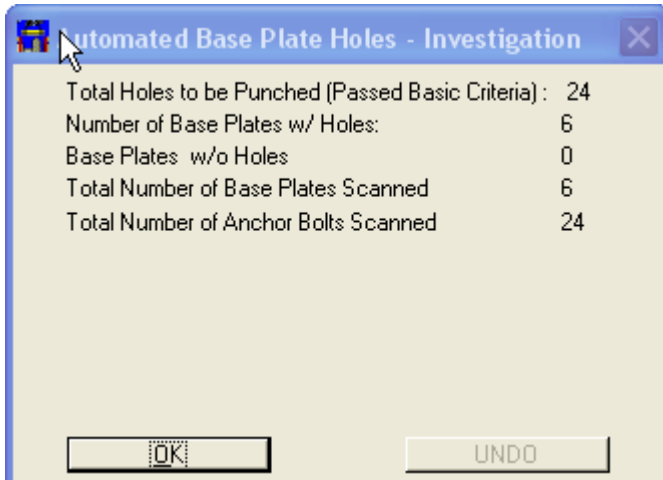 Automated Base Plate Holes - Investigation
Total Holes to be Punched (Passed Basic Criteria) : 24
Number of Base Plates w/ Holes: 6
Base Plates w/o Holes 0
Total Number of Base Plates Scanned 6
Total Number of Anchor Bolts Scanned 24
OK UNDO